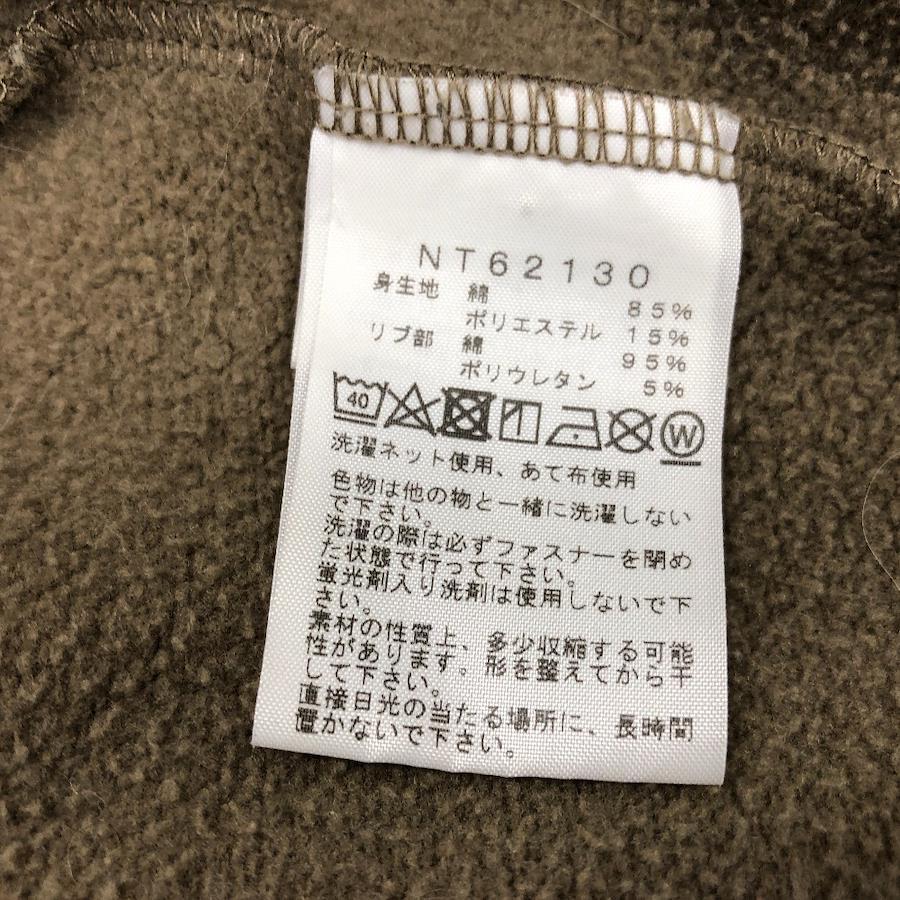 NT62130
身生地 綿 85%
ポリエステル 15%
リブ部 綿 95%
ポリウレタン 5%
40 W
洗濯ネット使用、あて布使用
色物は他の物と一緒に洗濯しない
で下さい。
洗濯の際は必ずファスナーを閉め
た状態で行って下さい。
蛍光剤入り洗剤は使用しないで下
さい。
素材の性質上、多少収縮する可能
性があります。形を整えてから干
して下さい。
直接日光の当たる場所に、長時間
置かないで下さい。